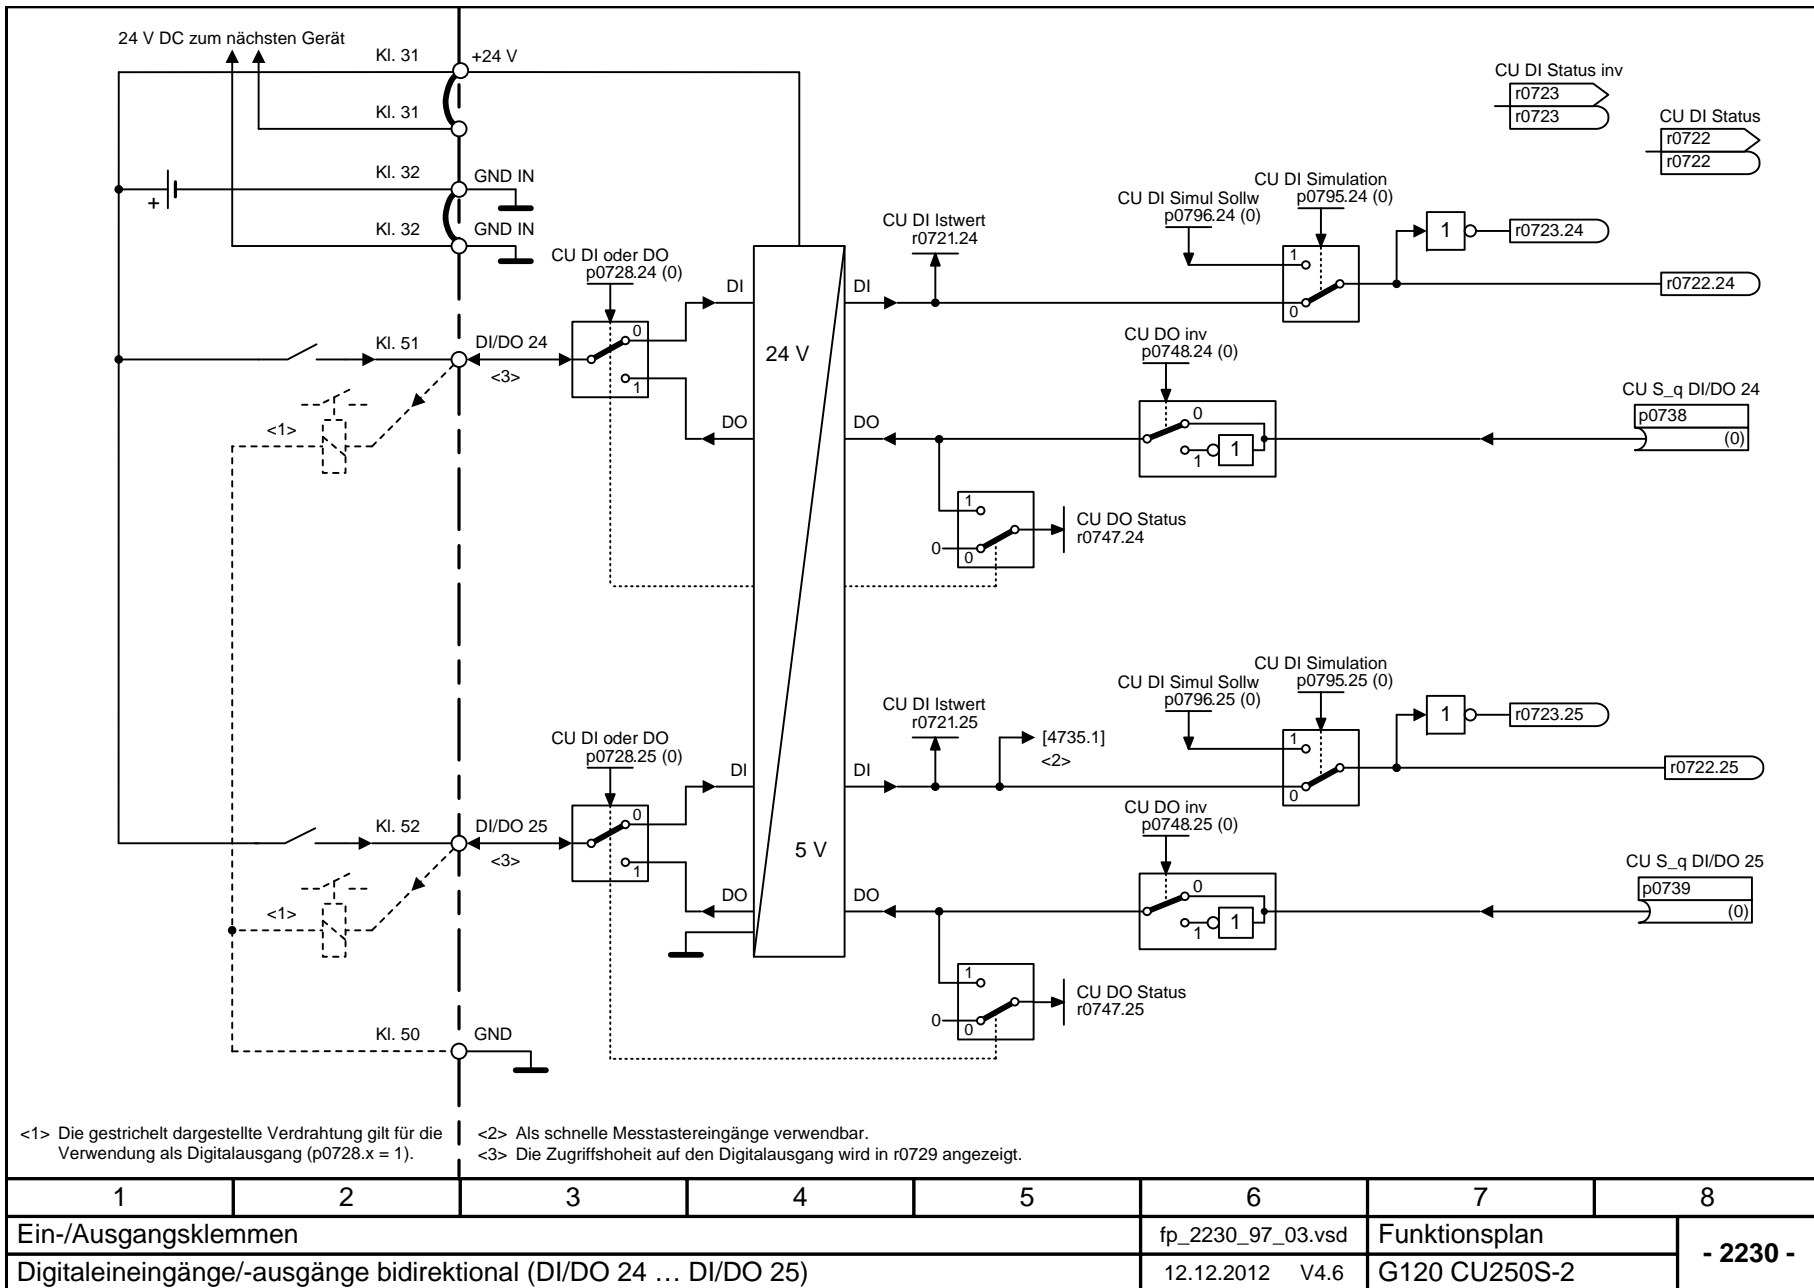 24 V DC zum nächsten Gerät
Kl. 31
+24 V
Kl. 31
Kl. 32
GND IN
+
Kl. 32
GND IN
CU DI Status inv
r0723
r0723
CU DI Status
r0722
r0722
CU DI oder DO
p0728.24 (0)
0
1
DI
DI
CU DI Istwert
r0721.24
CU DI Simul Sollw
p0796.24 (0)
CU DI Simulation
p0795.24 (0)
1
0
1
r0723.24
r0722.24
Kl. 51
DI/DO 24
<3>
<1>
24 V
DO
DO
CU DO inv
p0748.24 (0)
0
1
1
CU S_q DI/DO 24
p0738
(0)
1
0
0
CU DO Status
r0747.24
CU DI oder DO
p0728.25 (0)
0
1
DI
DI
CU DI Istwert
r0721.25
[4735.1]
<2>
CU DI Simul Sollw
p0796.25 (0)
CU DI Simulation
p0795.25 (0)
1
0
1
r0723.25
r0722.25
Kl. 52
DI/DO 25
<3>
<1>
5 V
DO
DO
CU DO inv
p0748.25 (0)
0
1
1
CU S_q DI/DO 25
p0739
(0)
1
0
0
CU DO Status
r0747.25
Kl. 50
GND
<1> Die gestrichelt dargestellte Verdrahtung gilt für die
Verwendung als Digitalausgang (p0728.x = 1).
<2> Als schnelle Messtastereingänge verwendbar.
<3> Die Zugriffshoheit auf den Digitalausgang wird in r0729 angezeigt.
1 2 3 4 5 6 7 8
Ein-/Ausgangsklemmen
fp_2230_97_03.vsd
Funktionsplan
- 2230 -
Digitaleineingänge/-ausgänge bidirektional (DI/DO 24 … DI/DO 25)
12.12.2012 V4.6
G120 CU250S-2